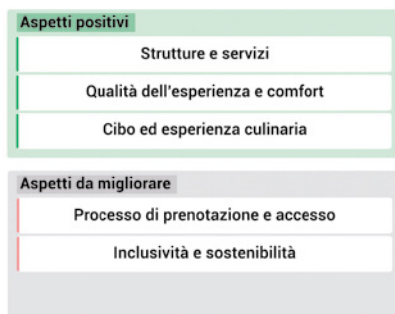 Aspetti positivi
Strutture e servizi
Qualità dell'esperienza e comfort
Cibo ed esperienza culinaria
Aspetti da migliorare
Processo di prenotazione e accesso
Inclusività e sostenibilità